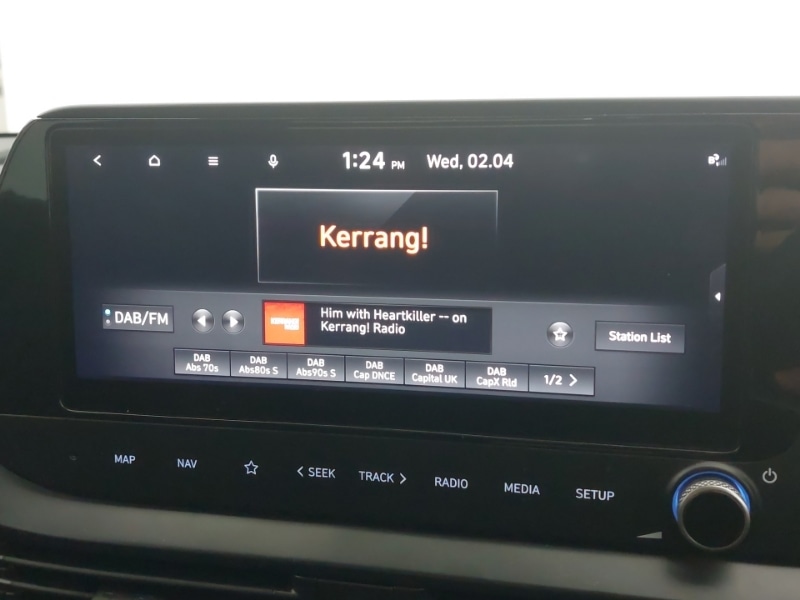 1:24 PM Wed, 02.04
Kerrang!
DAB/FM
Him with Heartkiller -- on
Kerrang! Radio
Station List
DAB
Abs 70s
DAB
Abs80s S
DAB
Abs90s S
DAB
Cap DNCE
DAB
Capital UK
DAB
CapX Rld
1/2 >
MAP NAV < SEEK TRACK > RADIO MEDIA SETUP